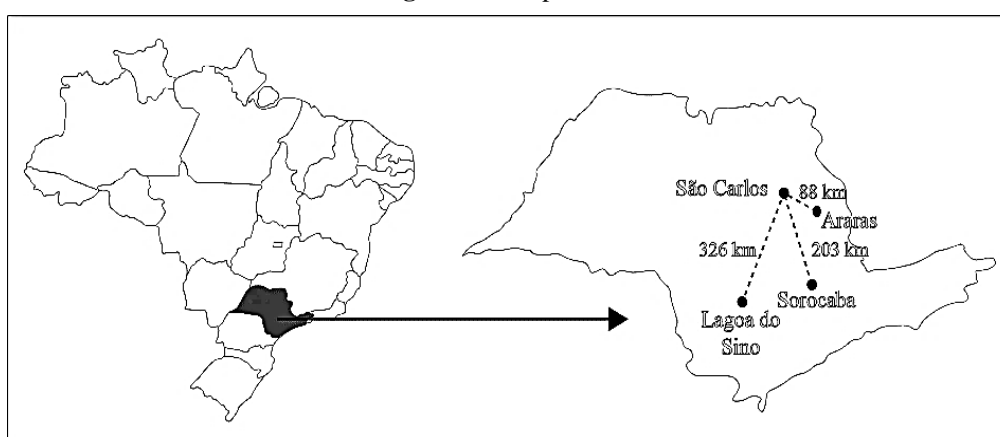 São Carlos
88 km
Araras
326 km
203 km
Sorocaba
Lagoa do
Sino